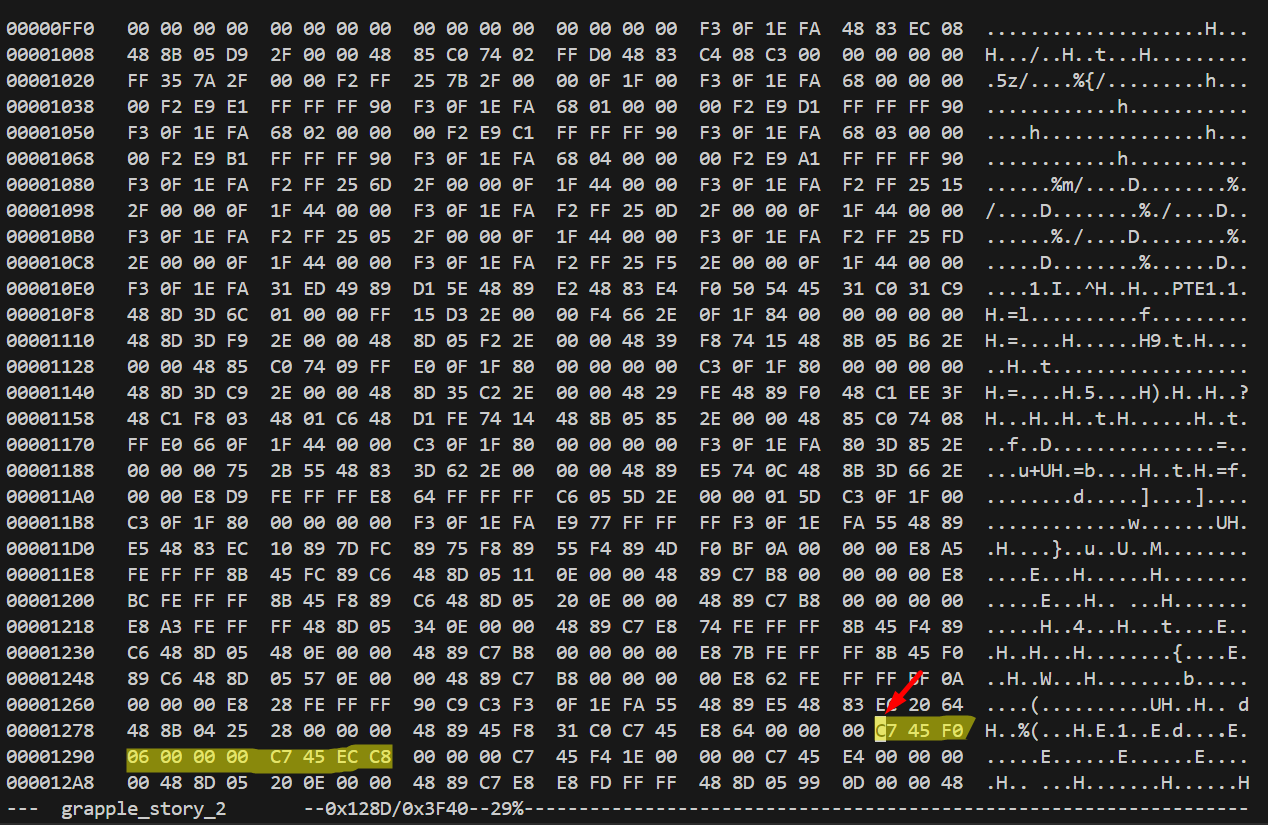 00000FF0 00 00 00 00 00 00 00 00 00 00 00 00 00 00 00 00 F3 0F 1E FA 48 83 EC 08 ....................H...
00001008 48 8B 05 D9 2F 00 00 48 85 C0 74 02 FF D0 48 83 C4 08 C3 00 00 00 00 00 H.../..H.t...H..........
00001020 FF 35 7A 2F 00 00 F2 FF 25 7B 2F 00 00 0F 1F 00 F3 0F 1E FA 68 00 00 00 .5z/....%{/.........h...
00001038 00 F2 E9 E1 FF FF FF 90 F3 0F 1E FA 68 01 00 00 00 F2 E9 D1 FF FF FF 90 ............h...........
00001050 F3 0F 1E FA 68 02 00 00 00 F2 E9 C1 FF FF FF 90 F3 0F 1E FA 68 03 00 00 ....h...............h...
00001068 00 F2 E9 B1 FF FF FF 90 F3 0F 1E FA 68 04 00 00 00 F2 E9 A1 FF FF FF 90 ............h...........
00001080 F3 0F 1E FA F2 FF 25 6D 2F 00 00 0F 1F 44 00 00 F3 0F 1E FA F2 FF 25 15 ......%m/....D........%.
00001098 2F 00 00 0F 1F 44 00 00 F3 0F 1E FA F2 FF 25 0D 2F 00 00 0F 1F 44 00 00 /....D........%./....D..
000010B0 F3 0F 1E FA F2 FF 25 05 2F 00 00 0F 1F 44 00 00 F3 0F 1E FA F2 FF 25 FD ......%./....D........%.
000010C8 2E 00 00 0F 1F 44 00 00 F3 0F 1E FA F2 FF 25 F5 2E 00 00 0F 1F 44 00 00 .....D........%......D..
000010E0 F3 0F 1E FA 31 ED 49 89 D1 5E 48 89 E2 48 83 E4 F0 50 54 45 31 C0 31 C9 ....1.I..^H..H...PTE1.1.
000010F8 48 8D 3D 6C 01 00 00 FF 15 D3 2E 00 00 F4 66 2E 0F 1F 84 00 00 00 00 00 H.=l..........f.........
00001110 48 8D 3D F9 2E 00 00 48 8D 05 F2 2E 00 00 48 39 F8 74 15 48 8B 05 B6 2E H.=....H......H9.t.H....
00001128 00 00 48 85 C0 74 09 FF E0 0F 1F 80 00 00 00 00 C3 0F 1F 80 00 00 00 00 ..H..t..................
00001140 48 8D 3D C9 2E 00 00 48 8D 35 C2 2E 00 00 48 29 FE 48 89 F0 48 C1 EE 3F H.=....H.5....H).H..H..?
00001158 48 C1 F8 03 48 01 C6 48 D1 FE 74 14 48 8B 05 85 2E 00 00 48 85 C0 74 08 H...H..H..t.H......H..t.
00001170 FF E0 66 0F 1F 44 00 00 C3 0F 1F 80 00 00 00 00 F3 0F 1E FA 80 3D 85 2E ..f..D...............=..
00001188 00 00 00 75 2B 55 48 83 3D 62 2E 00 00 00 48 89 E5 74 0C 48 8B 3D 66 2E ...u+UH.=b....H..t.H.=f.
000011A0 00 00 E8 D9 FE FF FF E8 64 FF FF FF C6 05 5D 2E 00 00 01 5D C3 0F 1F 00 ........d.....]....]....
000011B8 C3 0F 1F 80 00 00 00 00 F3 0F 1E FA E9 77 FF FF FF F3 0F 1E FA 55 48 89 .............w.......UH.
000011D0 E5 48 83 EC 10 89 7D FC 89 75 F8 89 55 F4 89 4D F0 BF 0A 00 00 00 E8 A5 .H....}..u..U..M........
000011E8 FE FF FF 8B 45 FC 89 C6 48 8D 05 11 0E 00 00 48 89 C7 B8 00 00 00 00 E8 ....E...H......H........
00001200 BC FE FF FF 8B 45 F8 89 C6 48 8D 05 20 0E 00 00 48 89 C7 B8 00 00 00 00 .....E...H.. ...H.......
00001218 E8 A3 FE FF FF 48 8D 05 34 0E 00 00 48 89 C7 E8 74 FE FF FF 8B 45 F4 89 .....H..4...H...t....E..
00001230 C6 48 8D 05 48 0E 00 00 48 89 C7 B8 00 00 00 00 E8 7B FE FF FF 8B 45 F0 .H..H...H........{....E.
00001248 89 C6 48 8D 05 57 0E 00 00 48 89 C7 B8 00 00 00 00 E8 62 FE FF FF BF 0A ..H..W...H........b.....
00001260 00 00 00 E8 28 FE FF FF 90 C9 C3 F3 0F 1E FA 55 48 89 E5 48 83 EC 20 64 ....(..........UH..H.. d
00001278 48 8B 04 25 28 00 00 00 48 89 45 F8 31 C0 C7 45 E8 64 00 00 00 C7 45 F0 H..%(...H.E.1..E.d....E.
00001290 06 00 00 00 C7 45 EC C8 00 00 00 C7 45 F4 1E 00 00 00 C7 45 E4 00 00 00 .....E......E......E....
000012A8 00 48 8D 05 20 0E 00 00 48 89 C7 E8 E8 FD FF FF 48 8D 05 99 0D 00 00 48 .H.. ...H.......H......H
--- grapple_story_2 --0x128D/0x3F40--29%------------------------------------------------------------